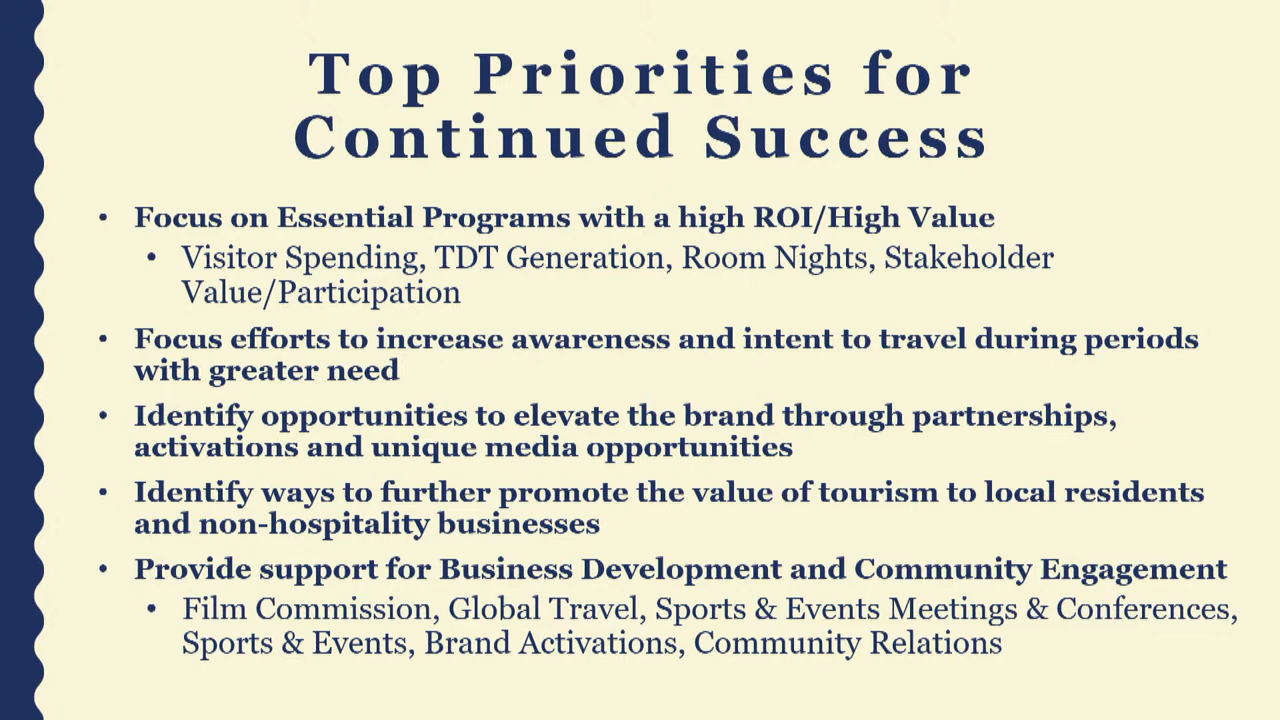 Top Priorities for
Continued Success
• Focus on Essential Programs with a high ROI/High Value
• Visitor Spending, TDT Generation, Room Nights, Stakeholder
Value/Participation
• Focus efforts to increase awareness and intent to travel during periods
with greater need
• Identify opportunities to elevate the brand through partnerships,
activations and unique media opportunities
• Identify ways to further promote the value of tourism to local residents
and non-hospitality businesses
• Provide support for Business Development and Community Engagement
• Film Commission, Global Travel, Sports & Events Meetings & Conferences,
Sports & Events, Brand Activations, Community Relations